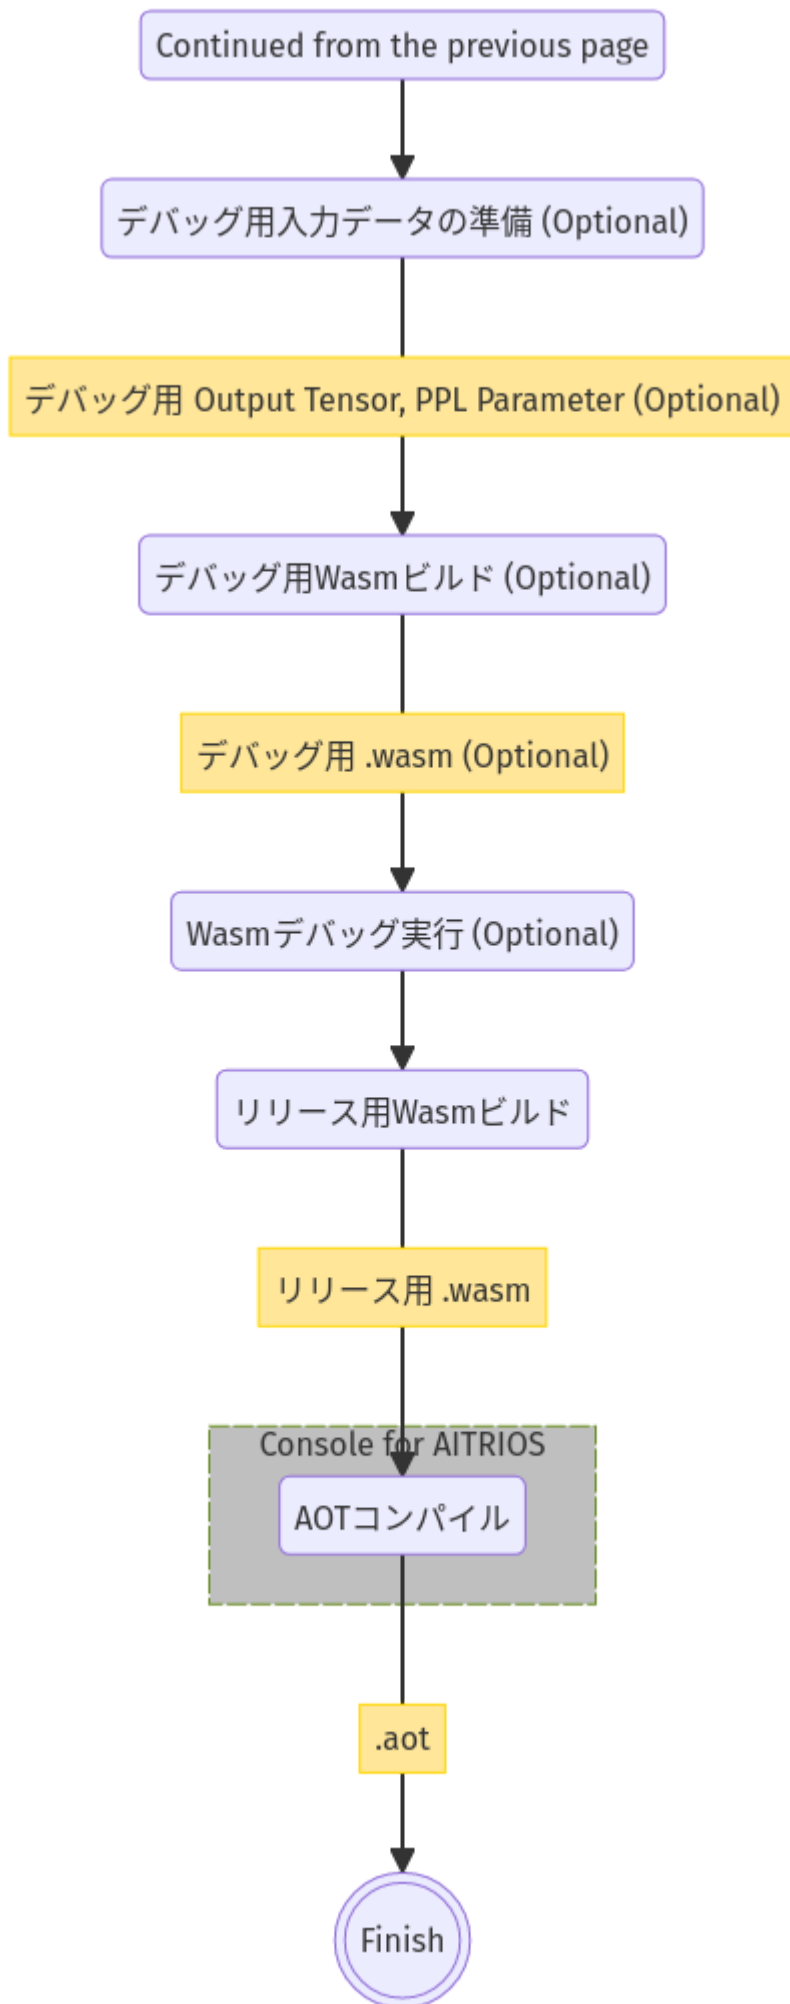 Continued from the previous page
デバッグ用入力データの準備 (Optional)
デバッグ用 Output Tensor, PPL Parameter (Optional)
デバッグ用Wasmビルド (Optional)
デバッグ用 .wasm (Optional)
Wasmデバッグ実行 (Optional)
リリース用Wasmビルド
リリース用 .wasm
Console for AITRIOS
AOTコンパイル
.aot
Finish